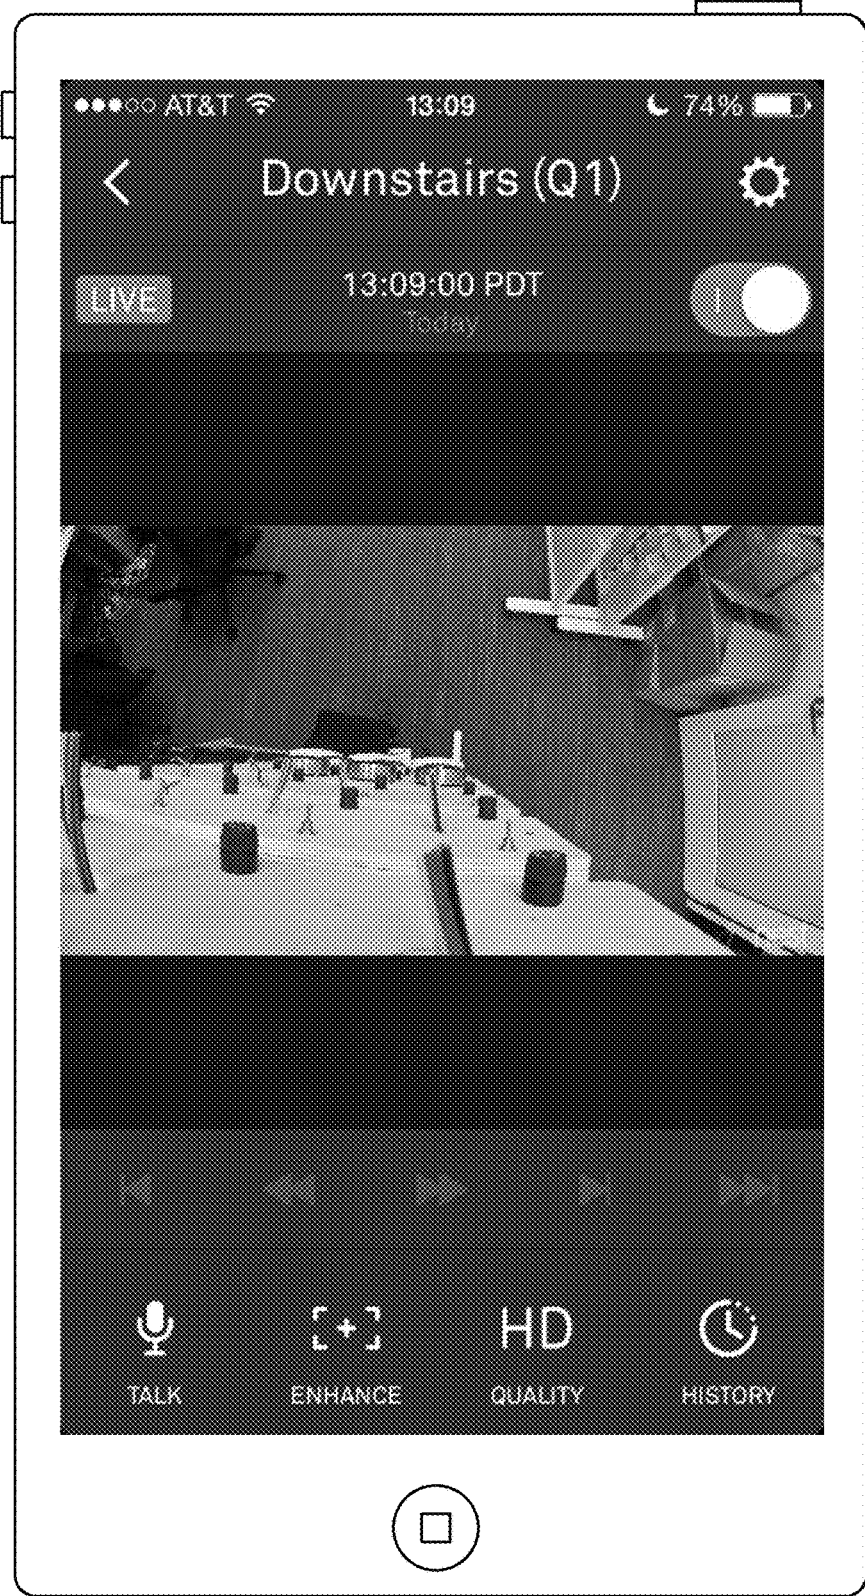 AT&T 13:09 74%
Downstairs (Q1)
LIVE 13:09:00 PDT
Today
HD
TALK ENHANCE QUALITY HISTORY